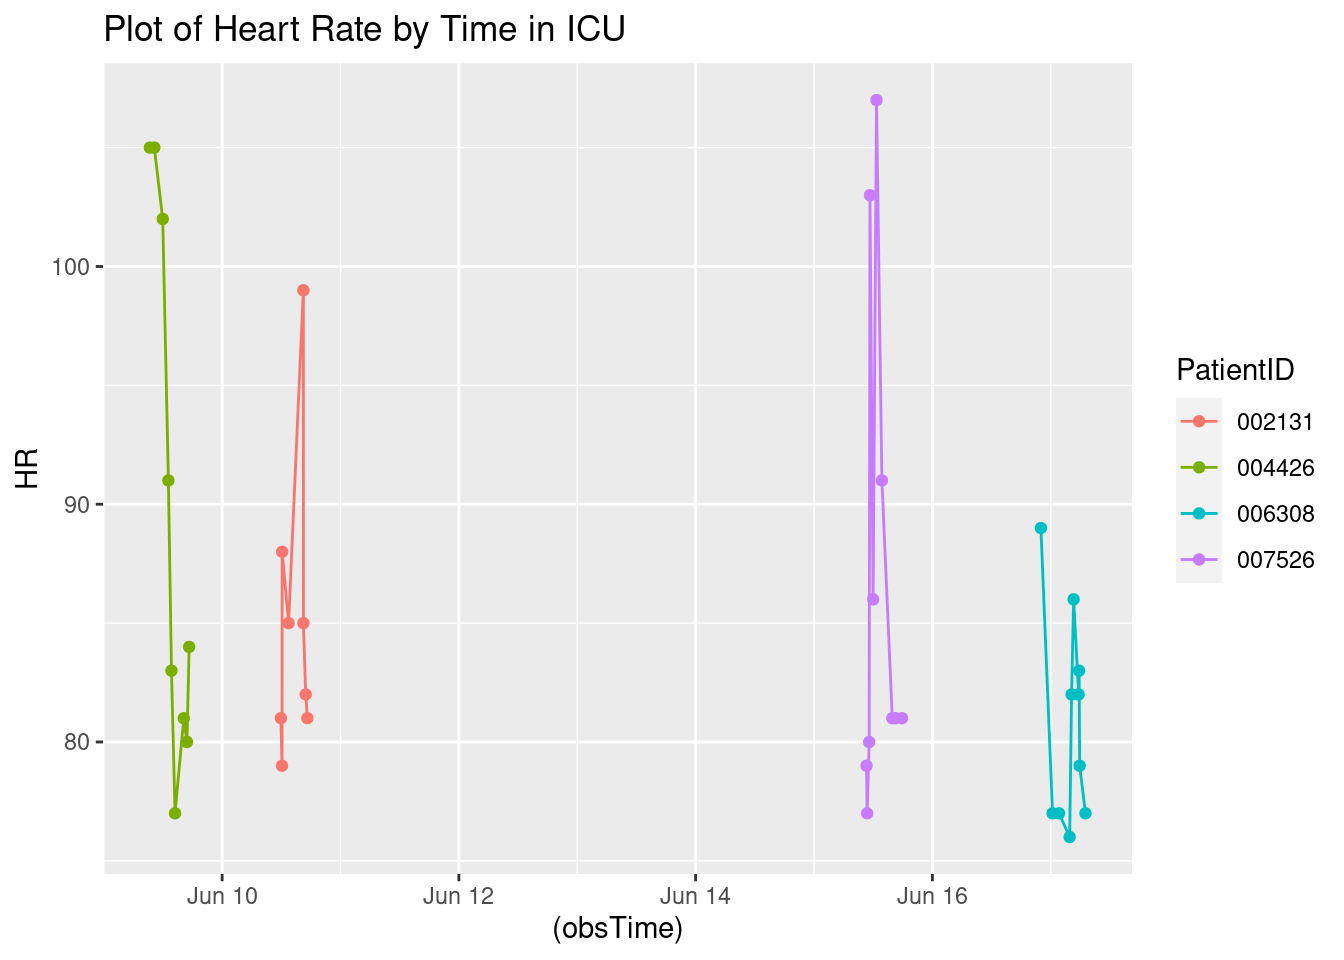 Plot of Heart Rate by Time in ICU
HR
100
90
80
Jun 10
Jun 12
Jun 14
Jun 16
(obsTime)
PatientID
002131
004426
006308
007526